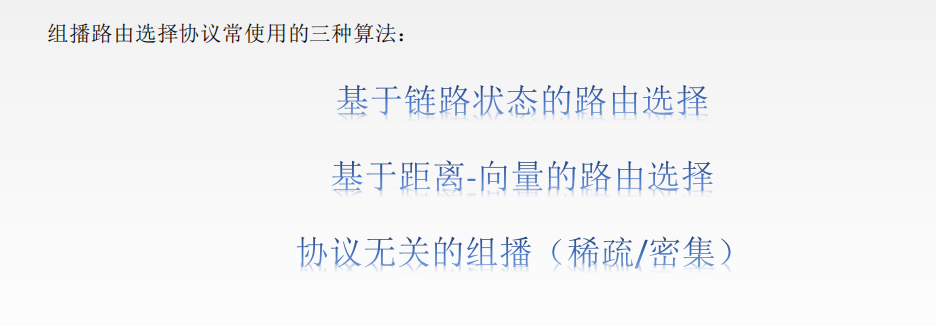 组播路由选择协议常使用的三种算法：
基于链路状态的路由选择
基于距离-向量的路由选择
协议无关的组播（稀疏/密集）